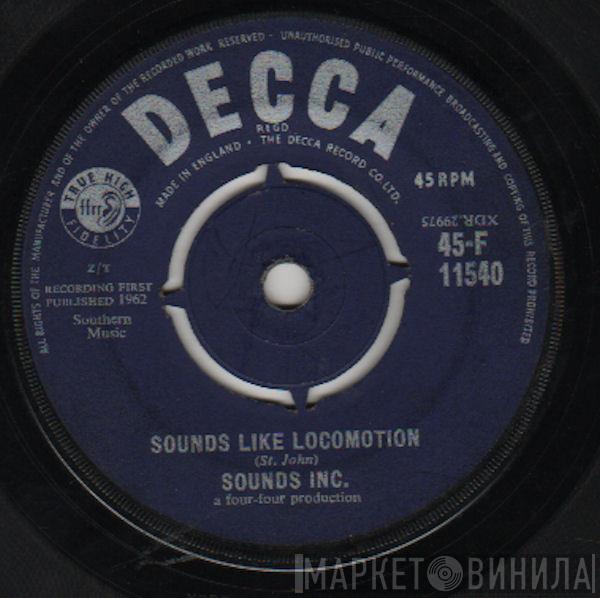 ALL RIGHTS OF THE MANUFACTURER AND OF THE OWNER OF THE RECORDED WORK RESERVED - UNAUTHORISED PUBLIC PERFORMANCE BROADCASTING AND COPYING OF THIS RECORD PROHIBITED
DECCA
REGD
MADE IN ENGLAND • THE DECCA RECORD CO. LTD.
TRUE HIGH
ffrr
FIDELITY
45 RPM
XDR.29975
45-F
11540
Z/T
RECORDING FIRST
PUBLISHED 1962
Southern
Music
SOUNDS LIKE LOCOMOTION
(St. John)
SOUNDS INC.
a four-four production
МАРКЕТ ВИНИЛА